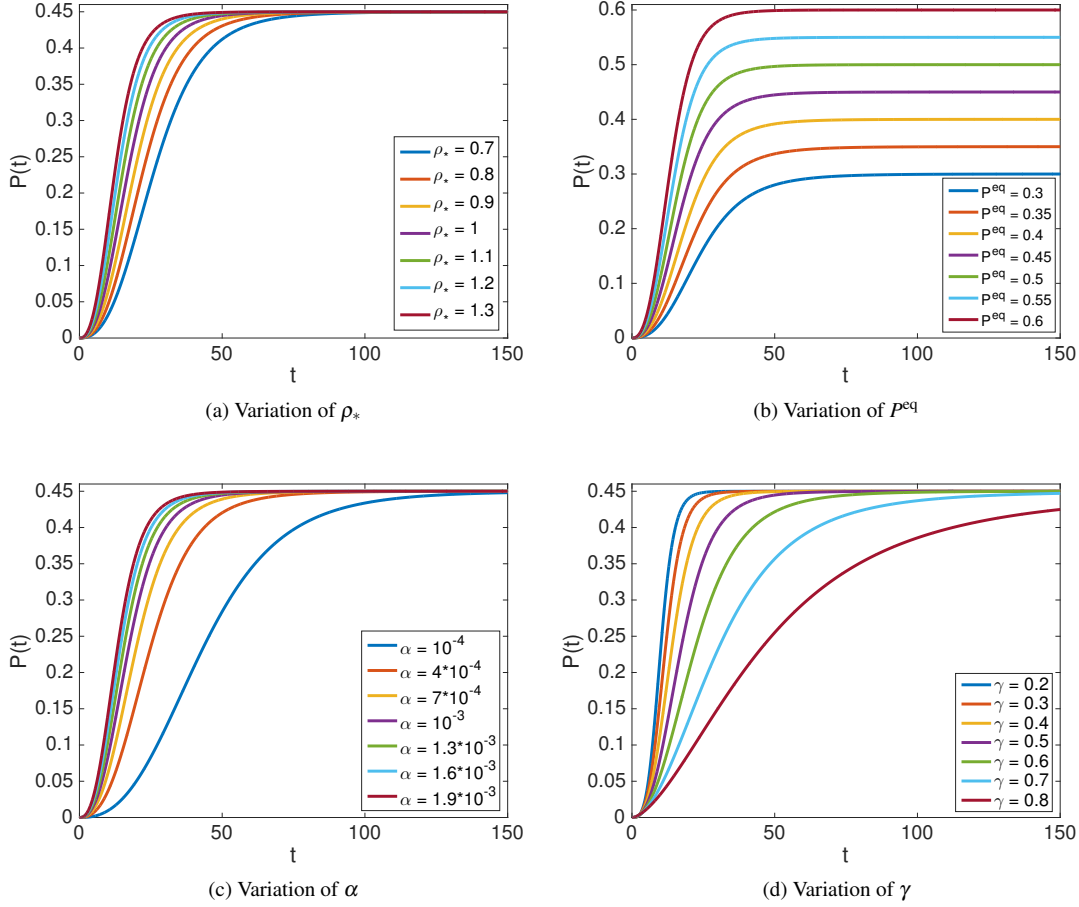 0.45
0.4
0.35
0.3
0.25
0.2
0.15
0.1
0.05
0
P(t)
0 50 100 150
t
ρ⋆ = 0.7
ρ⋆ = 0.8
ρ⋆ = 0.9
ρ⋆ = 1
ρ⋆ = 1.1
ρ⋆ = 1.2
ρ⋆ = 1.3
(a) Variation of ρ∗
0.6
0.5
0.4
0.3
0.2
0.1
0
P(t)
0 50 100 150
t
P^eq = 0.3
P^eq = 0.35
P^eq = 0.4
P^eq = 0.45
P^eq = 0.5
P^eq = 0.55
P^eq = 0.6
(b) Variation of P^eq
0.45
0.4
0.35
0.3
0.25
0.2
0.15
0.1
0.05
0
P(t)
0 50 100 150
t
α = 10^-4
α = 4*10^-4
α = 7*10^-4
α = 10^-3
α = 1.3*10^-3
α = 1.6*10^-3
α = 1.9*10^-3
(c) Variation of α
0.45
0.4
0.35
0.3
0.25
0.2
0.15
0.1
0.05
0
P(t)
0 50 100 150
t
γ = 0.2
γ = 0.3
γ = 0.4
γ = 0.5
γ = 0.6
γ = 0.7
γ = 0.8
(d) Variation of γ